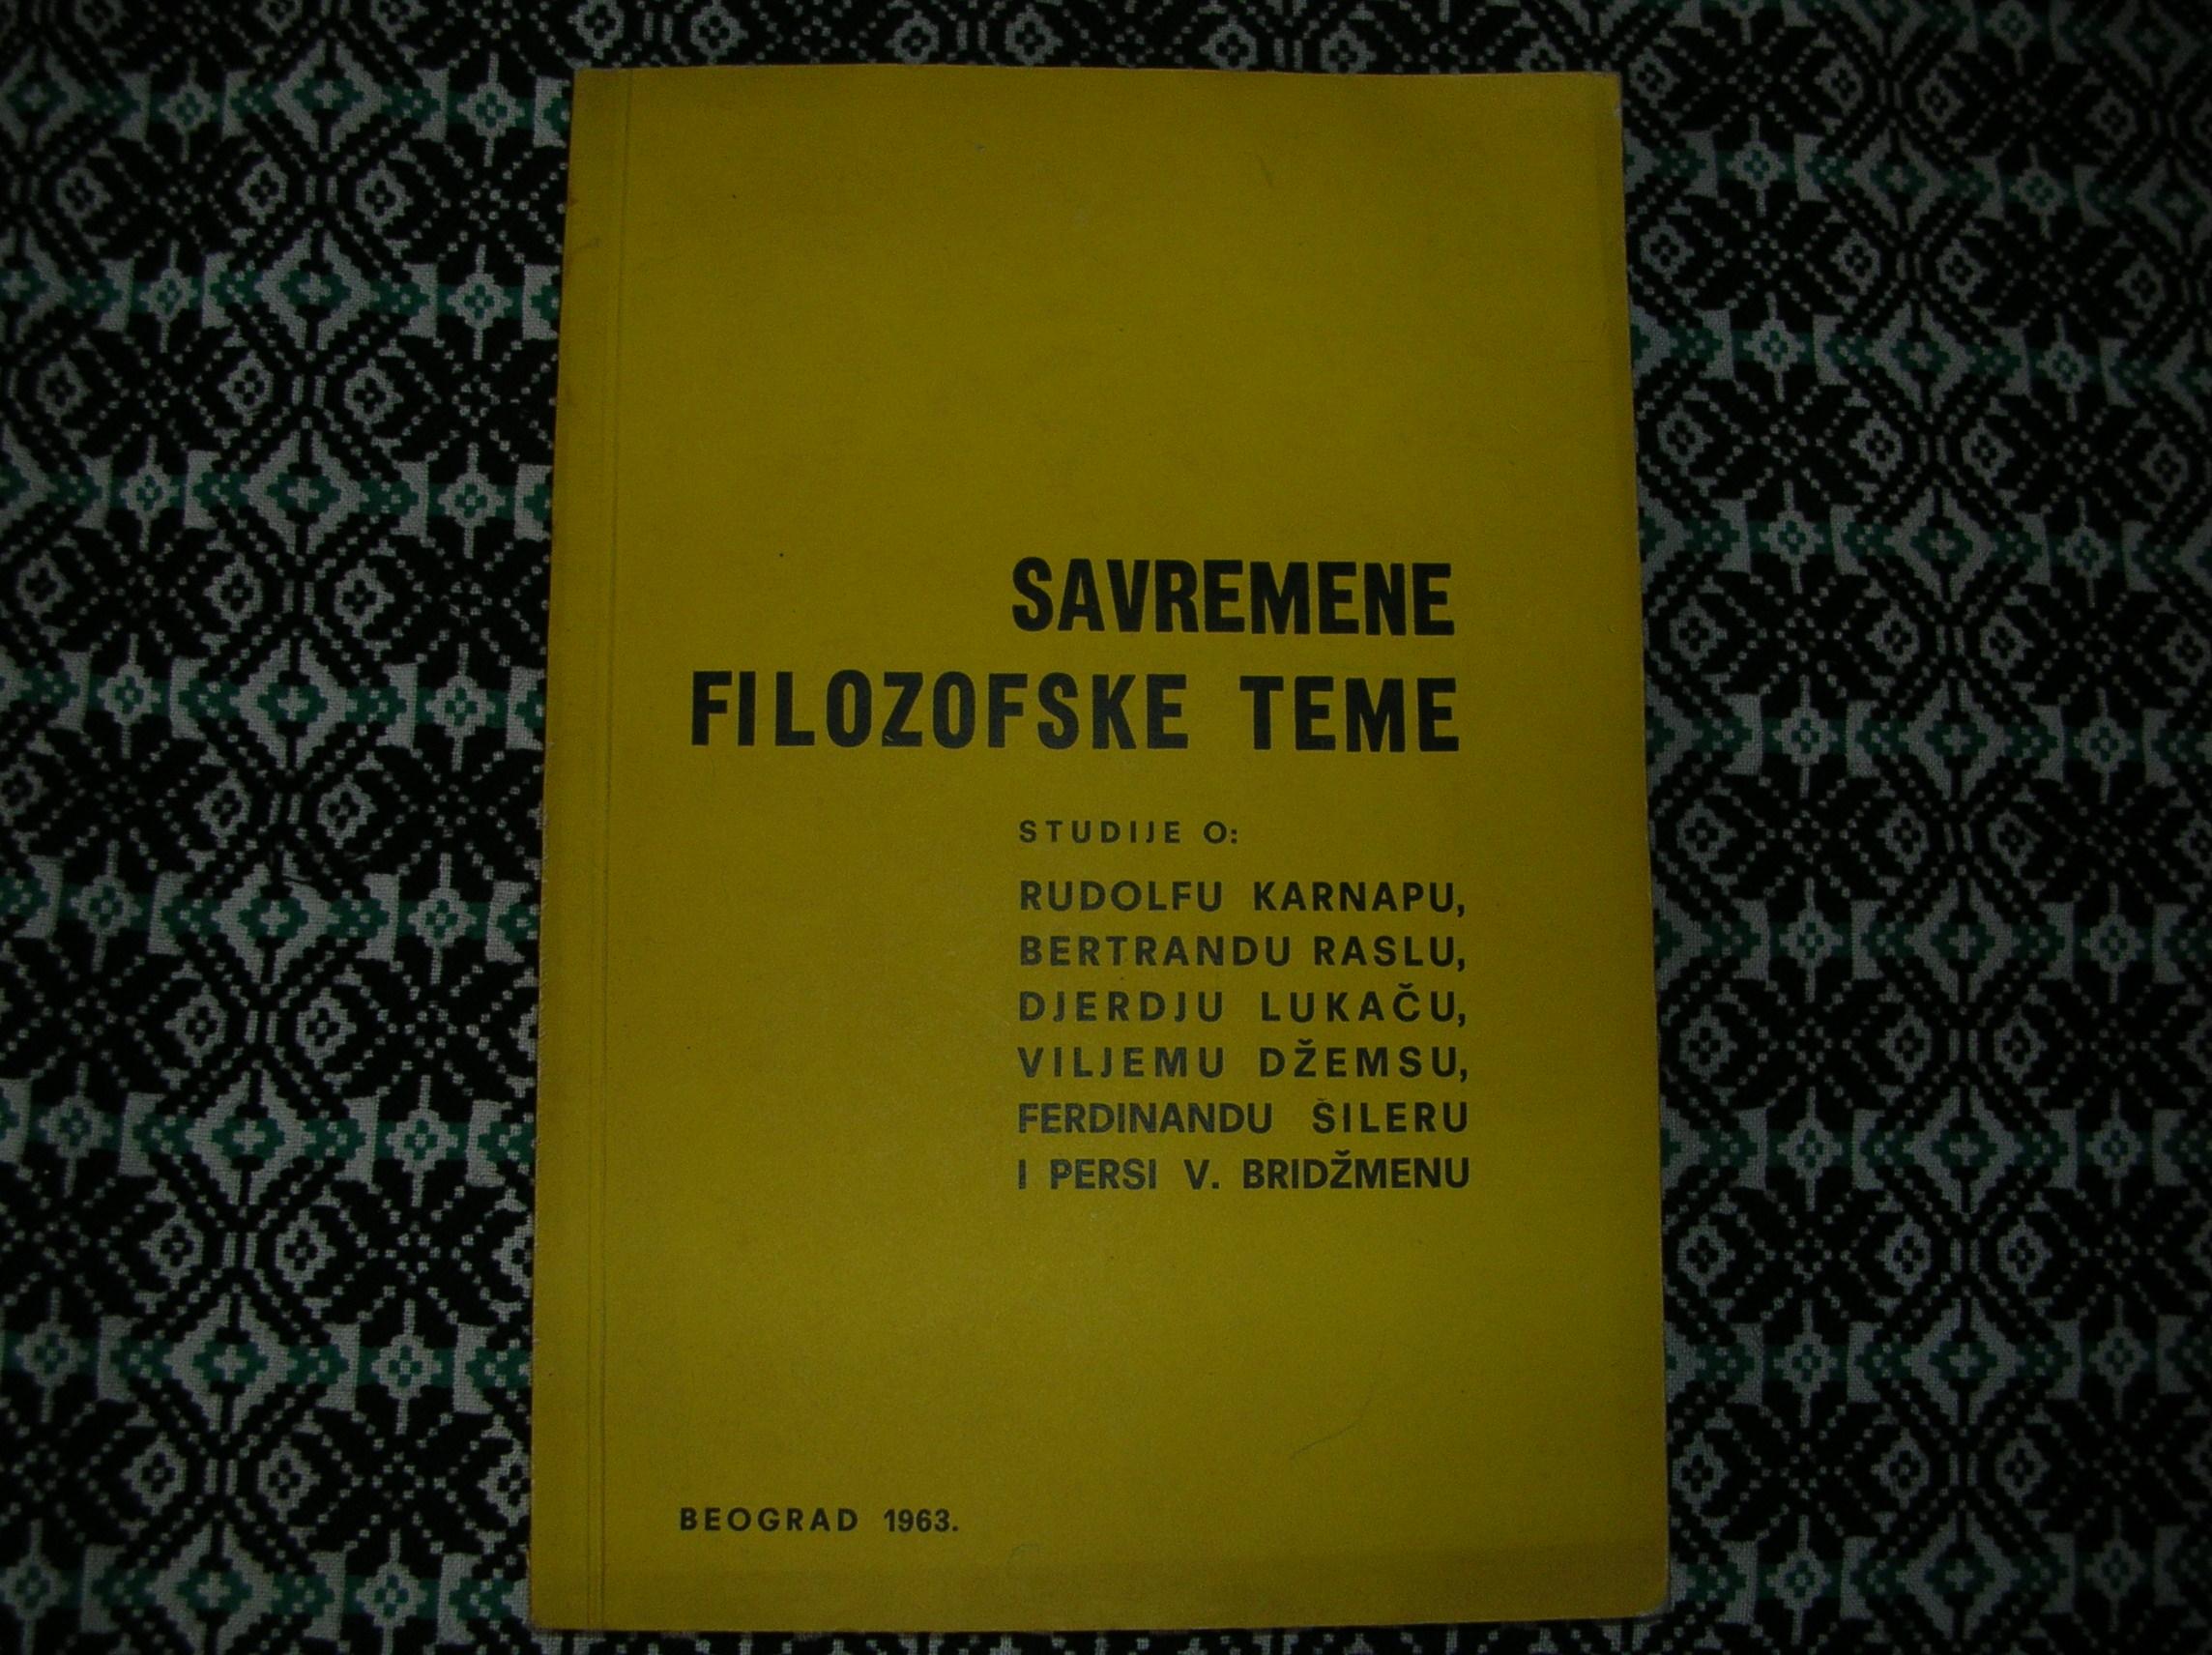 SAVREMENE
FILOZOFSKE TEME
STUDIJE O:
RUDOLFU KARNAPU,
BERTRANDU RASLU,
DJERDJU LUKAČU,
VILJEMU DŽEMSU,
FERDINANDU ŠILERU
I PERSI V. BRIDŽMENU
BEOGRAD 1963.